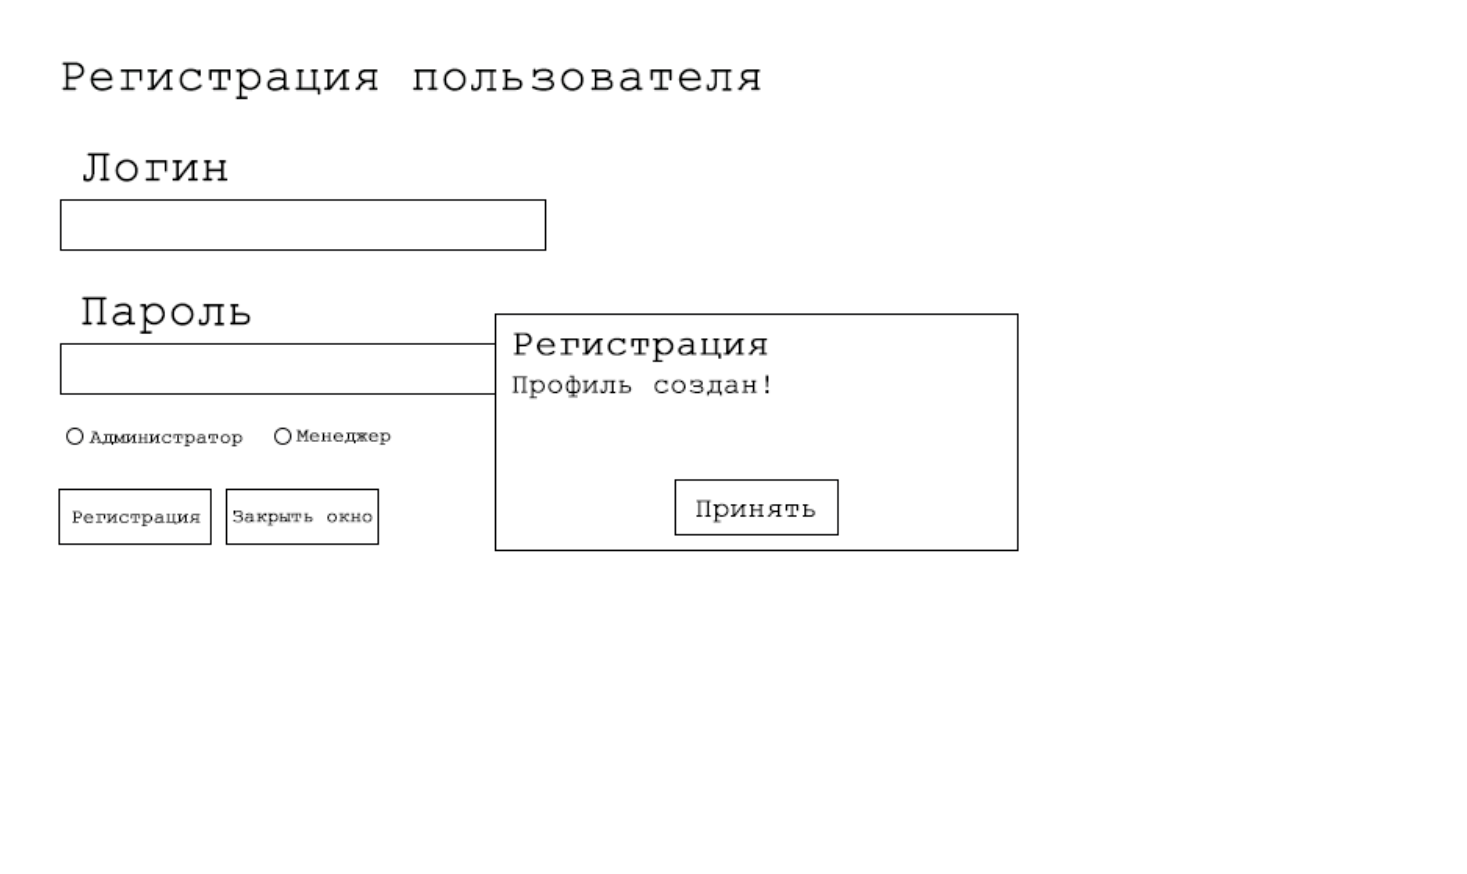 Регистрация пользователя
Логин
Пароль
Администратор
Менеджер
Регистрация
Закрыть окно
Регистрация
Профиль создан!
Принять